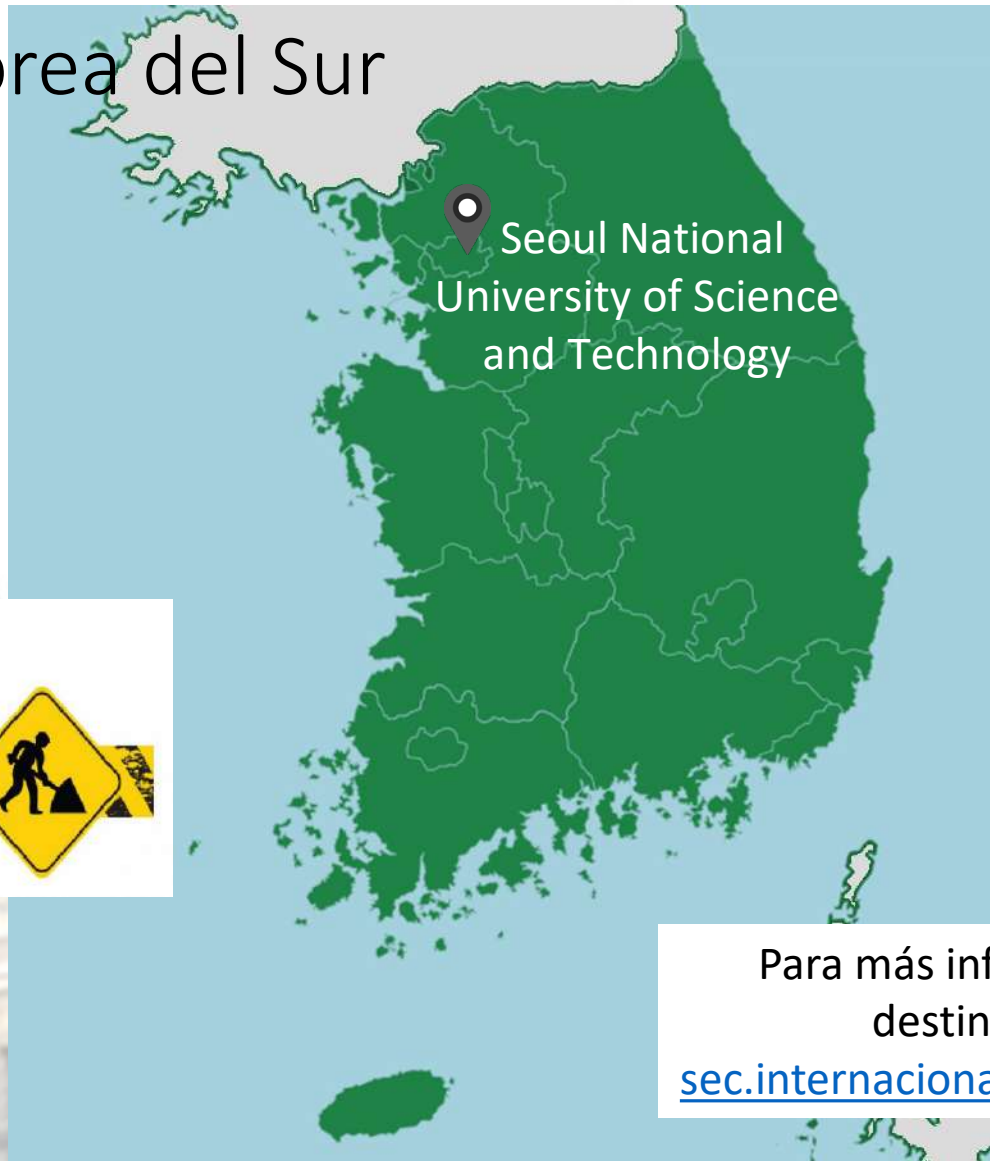 orea del Sur
Seoul National
University of Science
and Technology
Para más inf
destin
sec.internaciona